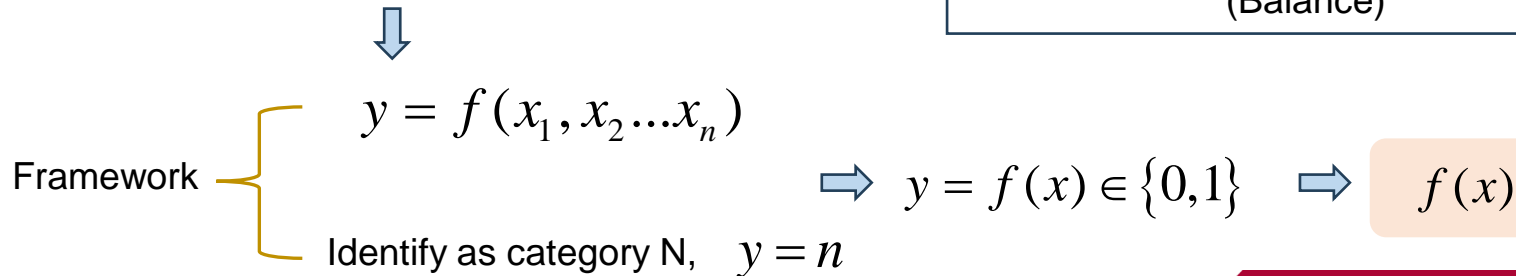 (Balance)
y = f(x₁, x₂...xₙ)
Framework
y = f(x) ∈ {0,1}
f(x)
Identify as category N, y = n